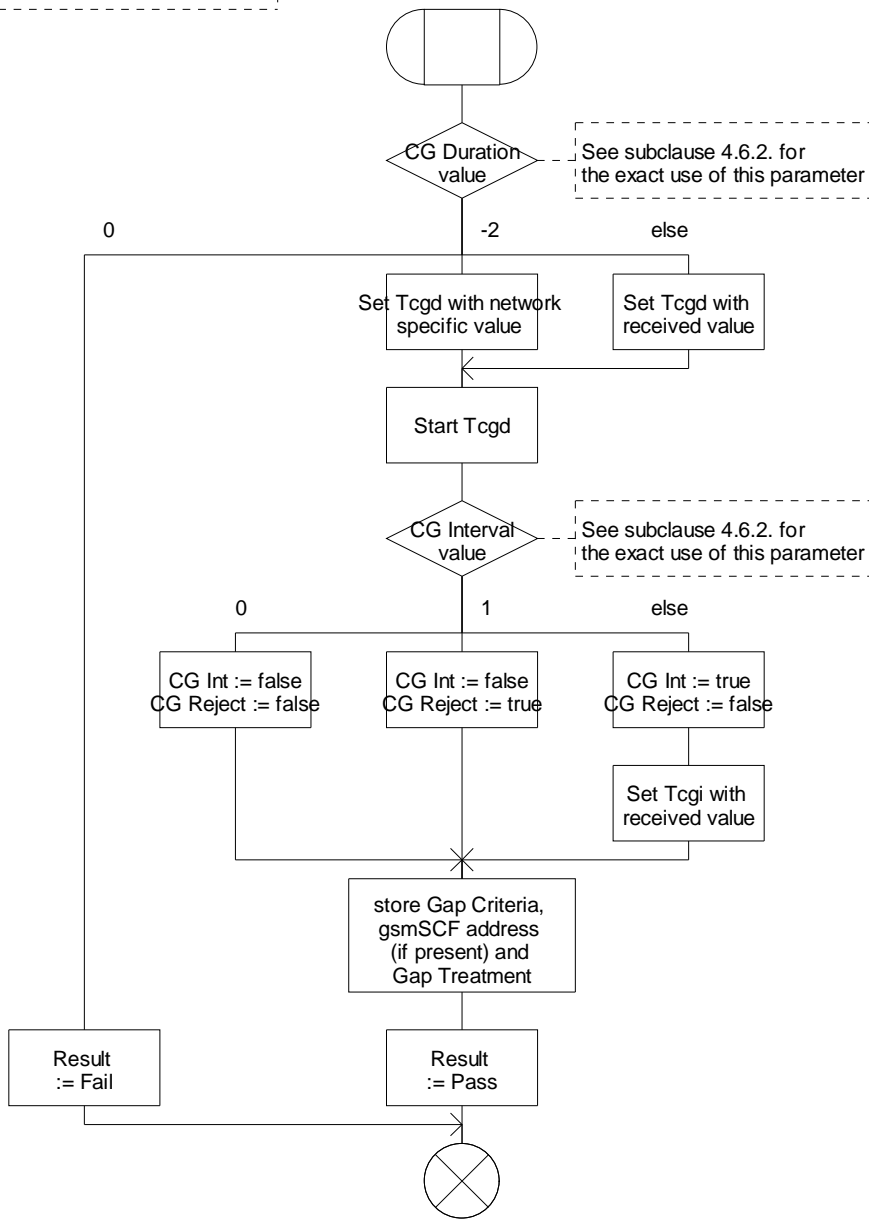 CG Duration
value
See subclause 4.6.2. for
the exact use of this parameter
0
-2
else
Set Tcgd with network
specific value
Set Tcgd with
received value
Start Tcgd
CG Interval
value
See subclause 4.6.2. for
the exact use of this parameter
0
1
else
CG Int := false
CG Reject := false
CG Int := false
CG Reject := true
CG Int := true
CG Reject := false
Set Tcgi with
received value
store Gap Criteria,
gsmSCF address
(if present) and
Gap Treatment
Result
:= Fail
Result
:= Pass